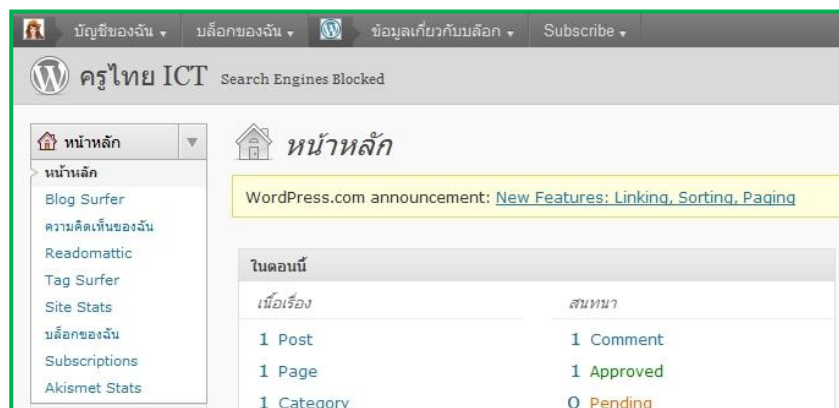 บัญชีของฉัน บล็อกของฉัน ข้อมูลเกี่ยวกับบล๊อก Subscribe
ครูไทย ICT Search Engines Blocked
หน้าหลัก
หน้าหลัก
Blog Surfer
ความคิดเห็นของฉัน
Readomattic
Tag Surfer
Site Stats
บล็อกของฉัน
Subscriptions
Akismet Stats
หน้าหลัก
WordPress.com announcement: New Features: Linking, Sorting, Paging
ในตอนนี้
เนื้อเรื่อง สนทนา
1 Post 1 Comment
1 Page 1 Approved
1 Category 0 Pending